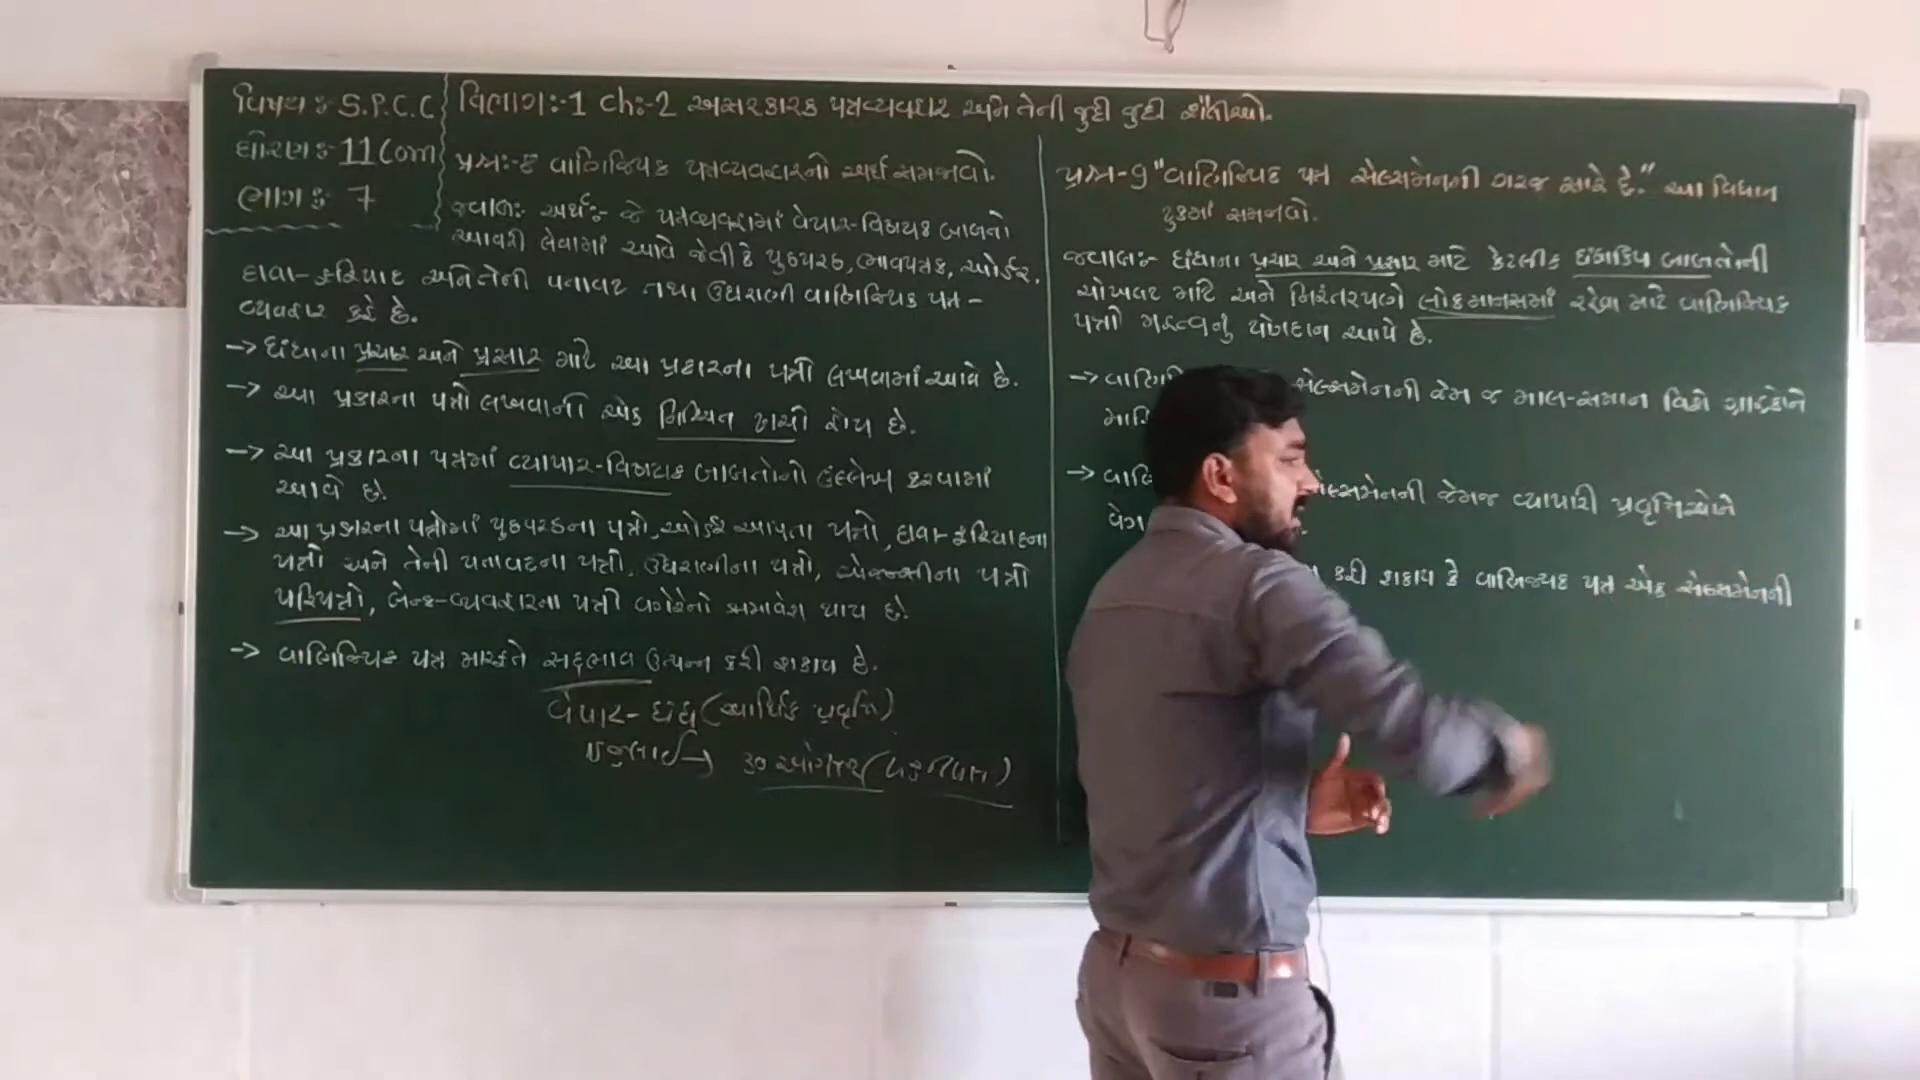 વિષય : S.P.C.C
ધોરણ : 11 Com
ભાગ : 7
વિભાગ:-1 Ch:-2 અસરકારક પત્રવ્યવહાર અને તેની જુદી જુદી શૈલીઓ.
પ્રશ્ન:-8 વાણિજ્યિક પત્રવ્યવહારનો અર્થ સમજાવો.
જવાબ: અર્થ:- જે પત્રવ્યવહારમાં વેપાર-વિષયક બાબતો
આવરી લેવામાં આવે જેવી કે પુછપરછ, ભાવપત્રક, ઓર્ડર,
દાવા-ફરિયાદ અને તેની પતાવટ તથા ઉઘરાણી વાણિજ્યિક પત્ર-
વ્યવહાર કહે છે.
→ ધંધાના પ્રચાર અને પ્રસાર માટે આ પ્રકારના પત્રો લખવામાં આવે છે.
→ આ પ્રકારના પત્રો લખવાની એક નિશ્ચિત ઢાચો હોય છે.
→ આ પ્રકારના પત્રમાં વ્યાપાર-વિષયક બાબતોનો ઉલ્લેખ કરવામાં
આવે છે.
→ આ પ્રકારના પત્રોમાં પુછપરછના પત્રો, ઓર્ડર આપતા પત્રો, દાવા-ફરિયાદના
પત્રો અને તેની પતાવટના પત્રો, ઉઘરાણીના પત્રો, એજન્સીના પત્રો
પરિપત્રો, બેન્ક-વ્યવહારના પત્રો વગેરેનો સમાવેશ થાય છે.
→ વાણિજ્યિક પત્ર મારફતે સદ્દભાવ ઉત્પન્ન કરી શકાય છે.
વેપાર-ધંધા (આર્થિક પ્રવૃત્તિ)
જુલાઈ → 30 ઓગસ્ટ
પ્રશ્ન-9 "વાણિજ્યિક પત્ર સેલ્સમેનની ગરજ સારે છે." આ વિધાન
ટુકમાં સમજાવો.
જવાબ:- ધંધાના પ્રચાર અને પ્રસાર માટે કેટલીક ધંધાકિય બાબતોની
ચોખવટ માટે અને નિરંતરપણે લોકમાનસમાં રહેવા માટે વાણિજ્યિક
પત્રો મહત્વનું યોગદાન આપે છે.
→ સેલ્સમેનની જેમ જ માલ-સમાન વિશે ગ્રાહકોને
→ સેલ્સમેનની જેમજ વ્યાપારી પ્રવૃત્તિઓને
વેગ
કરી શકાય કે વાણિજ્યિક પત્ર એક સેલ્સમેનની